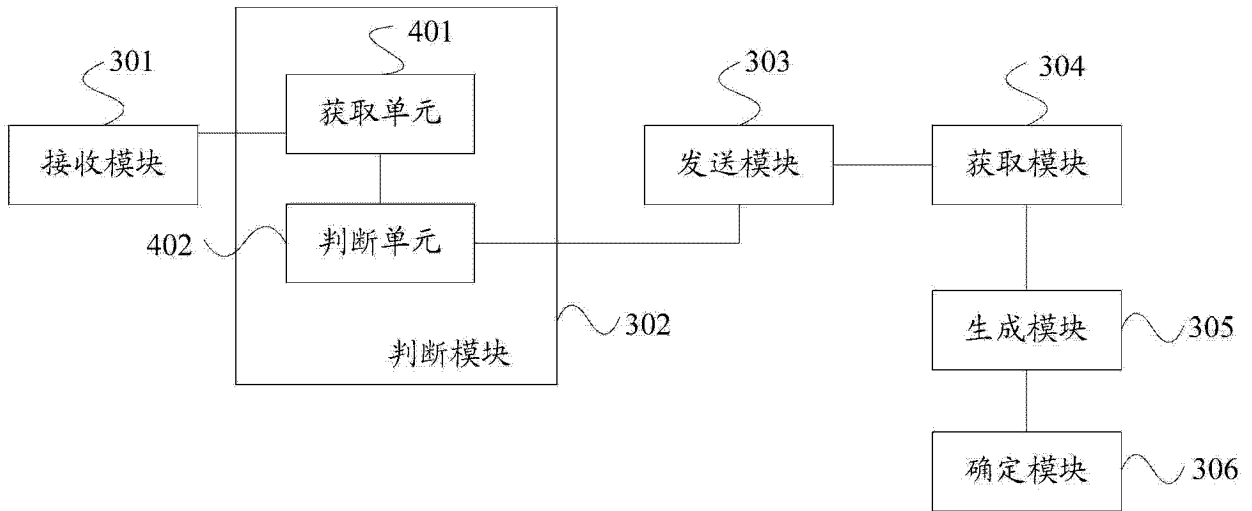 401
301
303
304
获取单元
接收模块
发送模块
获取模块
402
判断单元
302
判断模块
生成模块
305
确定模块
306